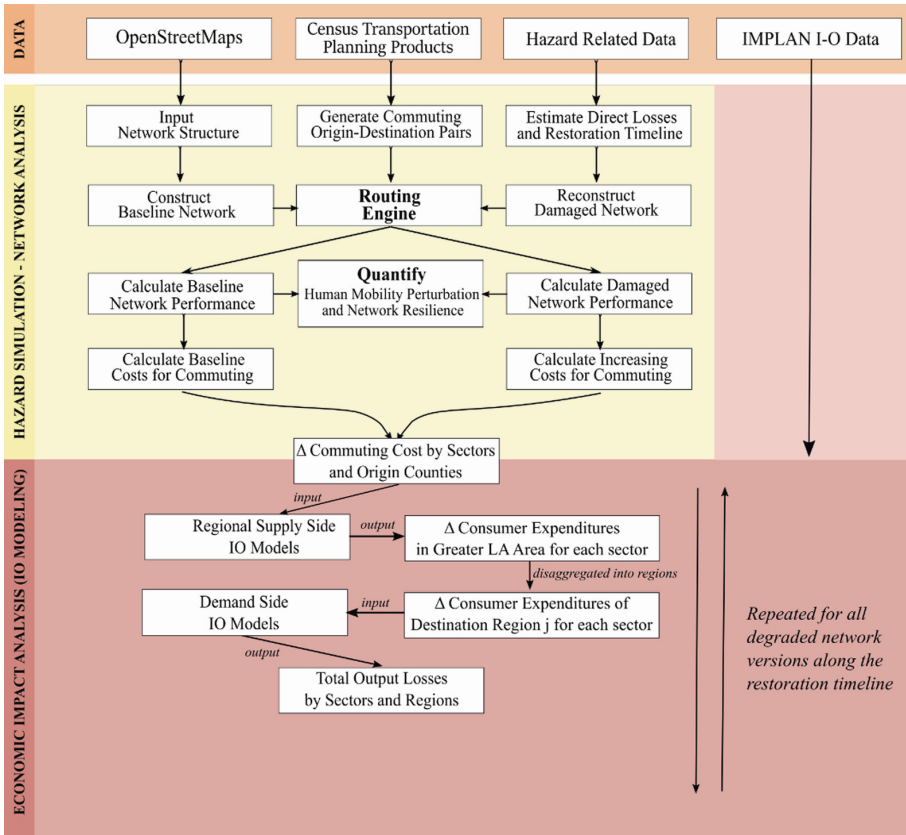 DATA
OpenStreetMaps
Census Transportation
Planning Products
Hazard Related Data
IMPLAN I-O Data
HAZARD SIMULATION - NETWORK ANALYSIS
Input
Network Structure
Generate Commuting
Origin-Destination Pairs
Estimate Direct Losses
and Restoration Timeline
Construct
Baseline Network
Routing
Engine
Reconstruct
Damaged Network
Calculate Baseline
Network Performance
Quantify
Human Mobility Perturbation
and Network Resilience
Calculate Damaged
Network Performance
Calculate Baseline
Costs for Commuting
Calculate Increasing
Costs for Commuting
Δ Commuting Cost by Sectors
and Origin Counties
ECONOMIC IMPACT ANALYSIS (IO MODELING)
input
Regional Supply Side
IO Models
output
Δ Consumer Expenditures
in Greater LA Area for each sector
disaggregated into regions
Demand Side
IO Models
input
Δ Consumer Expenditures of
Destination Region j for each sector
output
Total Output Losses
by Sectors and Regions
Repeated for all
degraded network
versions along the
restoration timeline